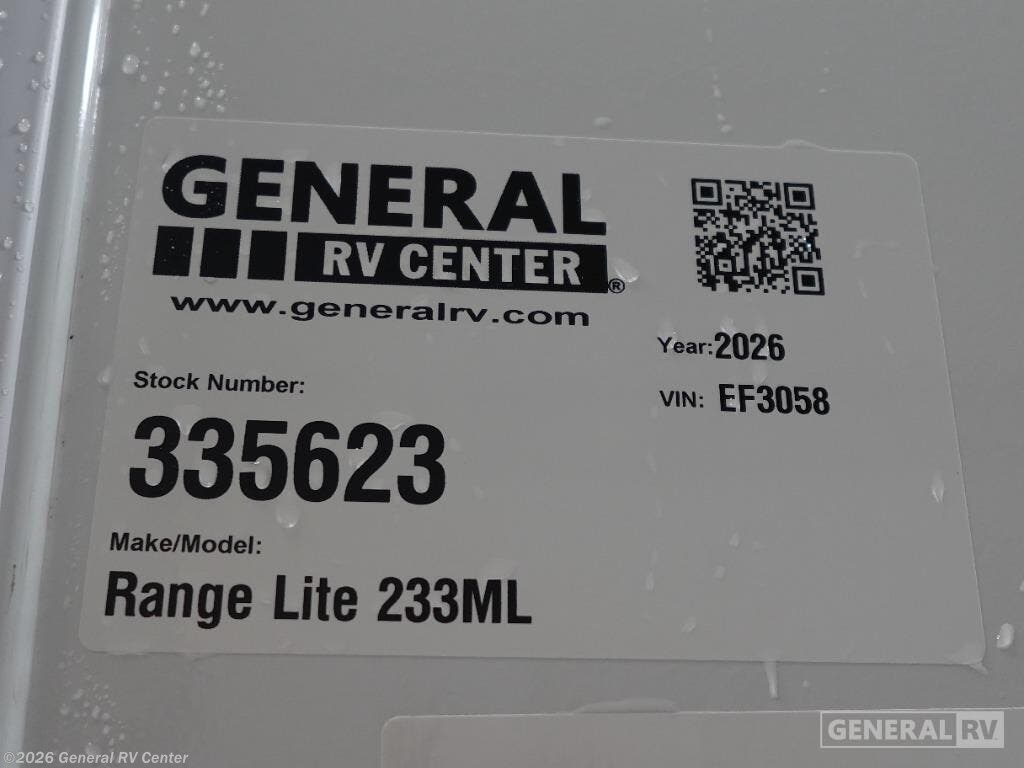 GENERAL
RV CENTER®
www.generalrv.com
Year: 2026
VIN: EF3058
Stock Number:
335623
Make/Model:
Range Lite 233ML
GENERAL RV
©2026 General RV Center